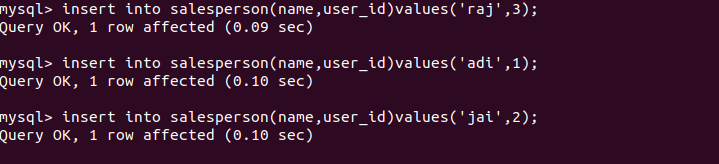 mysql> insert into salesperson(name,user_id)values('raj',3);
Query OK, 1 row affected (0.09 sec)
mysql> insert into salesperson(name,user_id)values('adi',1);
Query OK, 1 row affected (0.10 sec)
mysql> insert into salesperson(name,user_id)values('jai',2);
Query OK, 1 row affected (0.10 sec)